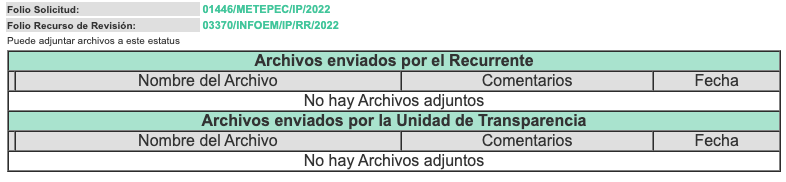 Folio Solicitud: 01446/METEPEC/IP/2022
Folio Recurso de Revisión: 03370/INFOEM/IP/RR/2022
Puede adjuntar archivos a este estatus
Archivos enviados por el Recurrente
Nombre del Archivo Comentarios Fecha
No hay Archivos adjuntos
Archivos enviados por la Unidad de Transparencia
Nombre del Archivo Comentarios Fecha
No hay Archivos adjuntos